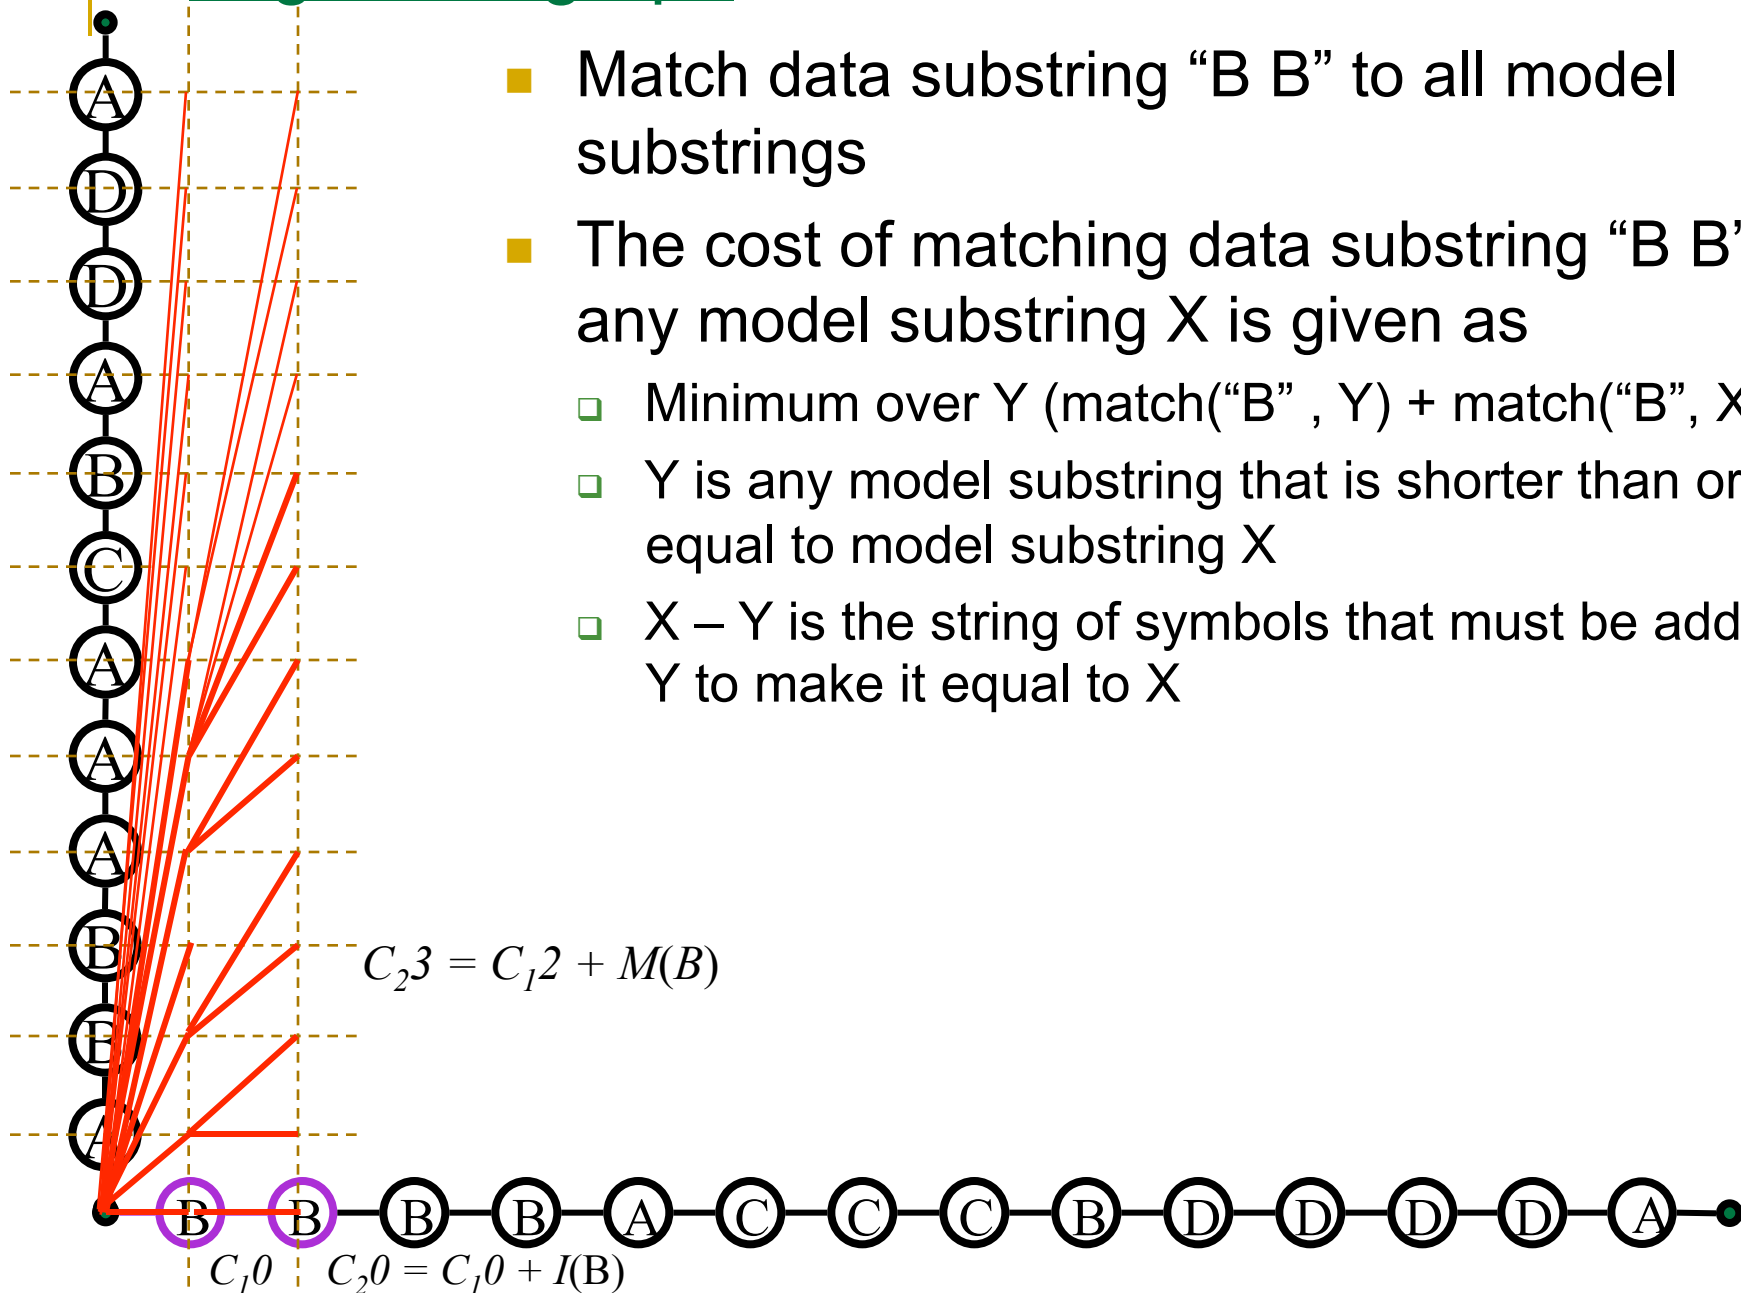 Match data substring “B B” to all model
substrings
The cost of matching data substring “B B”
any model substring X is given as
Minimum over Y (match(“B” , Y) + match(“B”, X
Y is any model substring that is shorter than or
equal to model substring X
X – Y is the string of symbols that must be add
Y to make it equal to X
A
D
D
A
B
C
A
A
A
B
B
A
C₁2 + M(B)
C₂3 = C₁2 + M(B)
B B B B A C C C B D D D D A
C₁0 C₂0 = C₁0 + I(B)